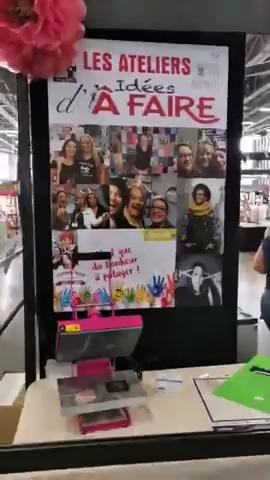 LES ATELIERS
d'Idées
À FAIRE
que
du bonheur
à partager !